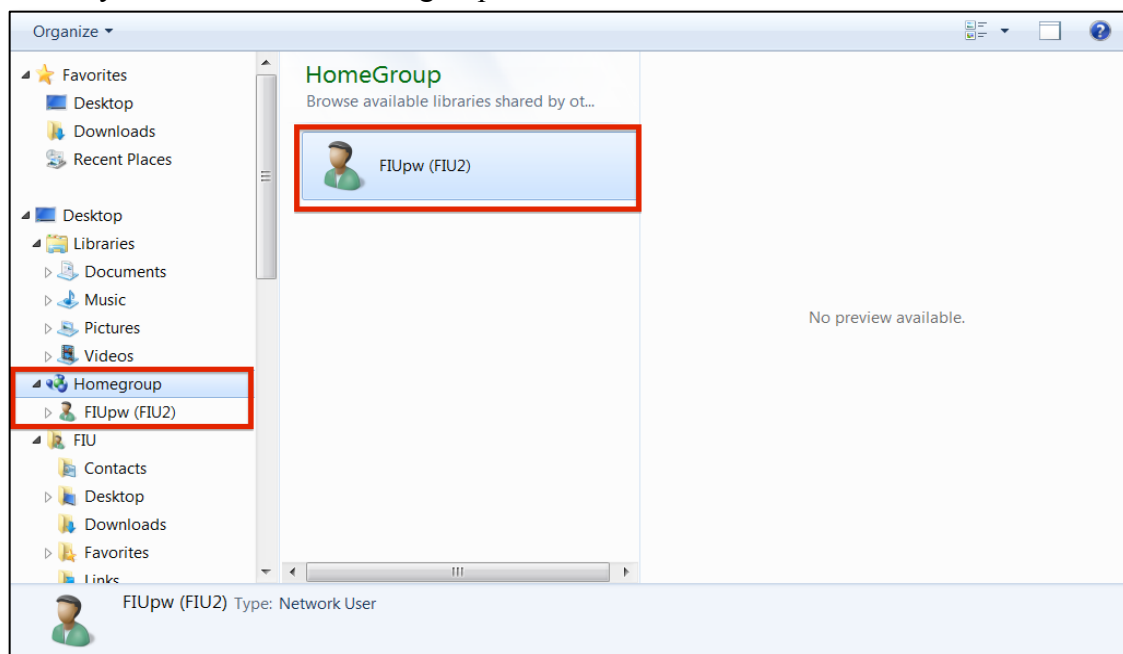 Organize
Favorites
Desktop
Downloads
Recent Places
Desktop
Libraries
Documents
Music
Pictures
Videos
Homegroup
FIUpw (FIU2)
FIU
Contacts
Desktop
Downloads
Favorites
Links
HomeGroup
Browse available libraries shared by ot...
FIUpw (FIU2)
No preview available.
FIUpw (FIU2) Type: Network User